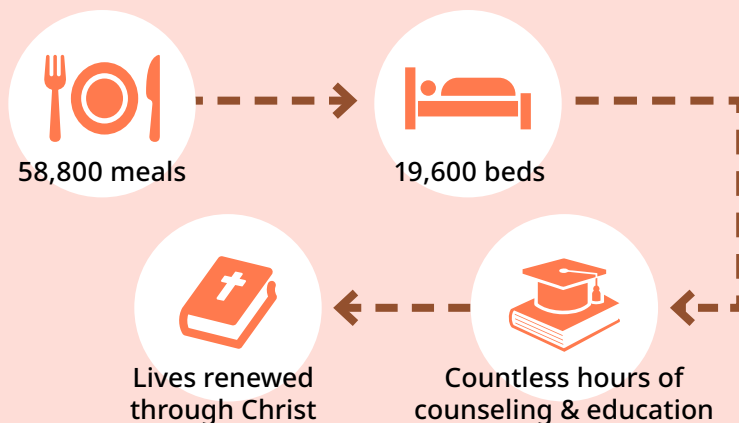 58,800 meals
19,600 beds
Countless hours of
counseling & education
Lives renewed
through Christ